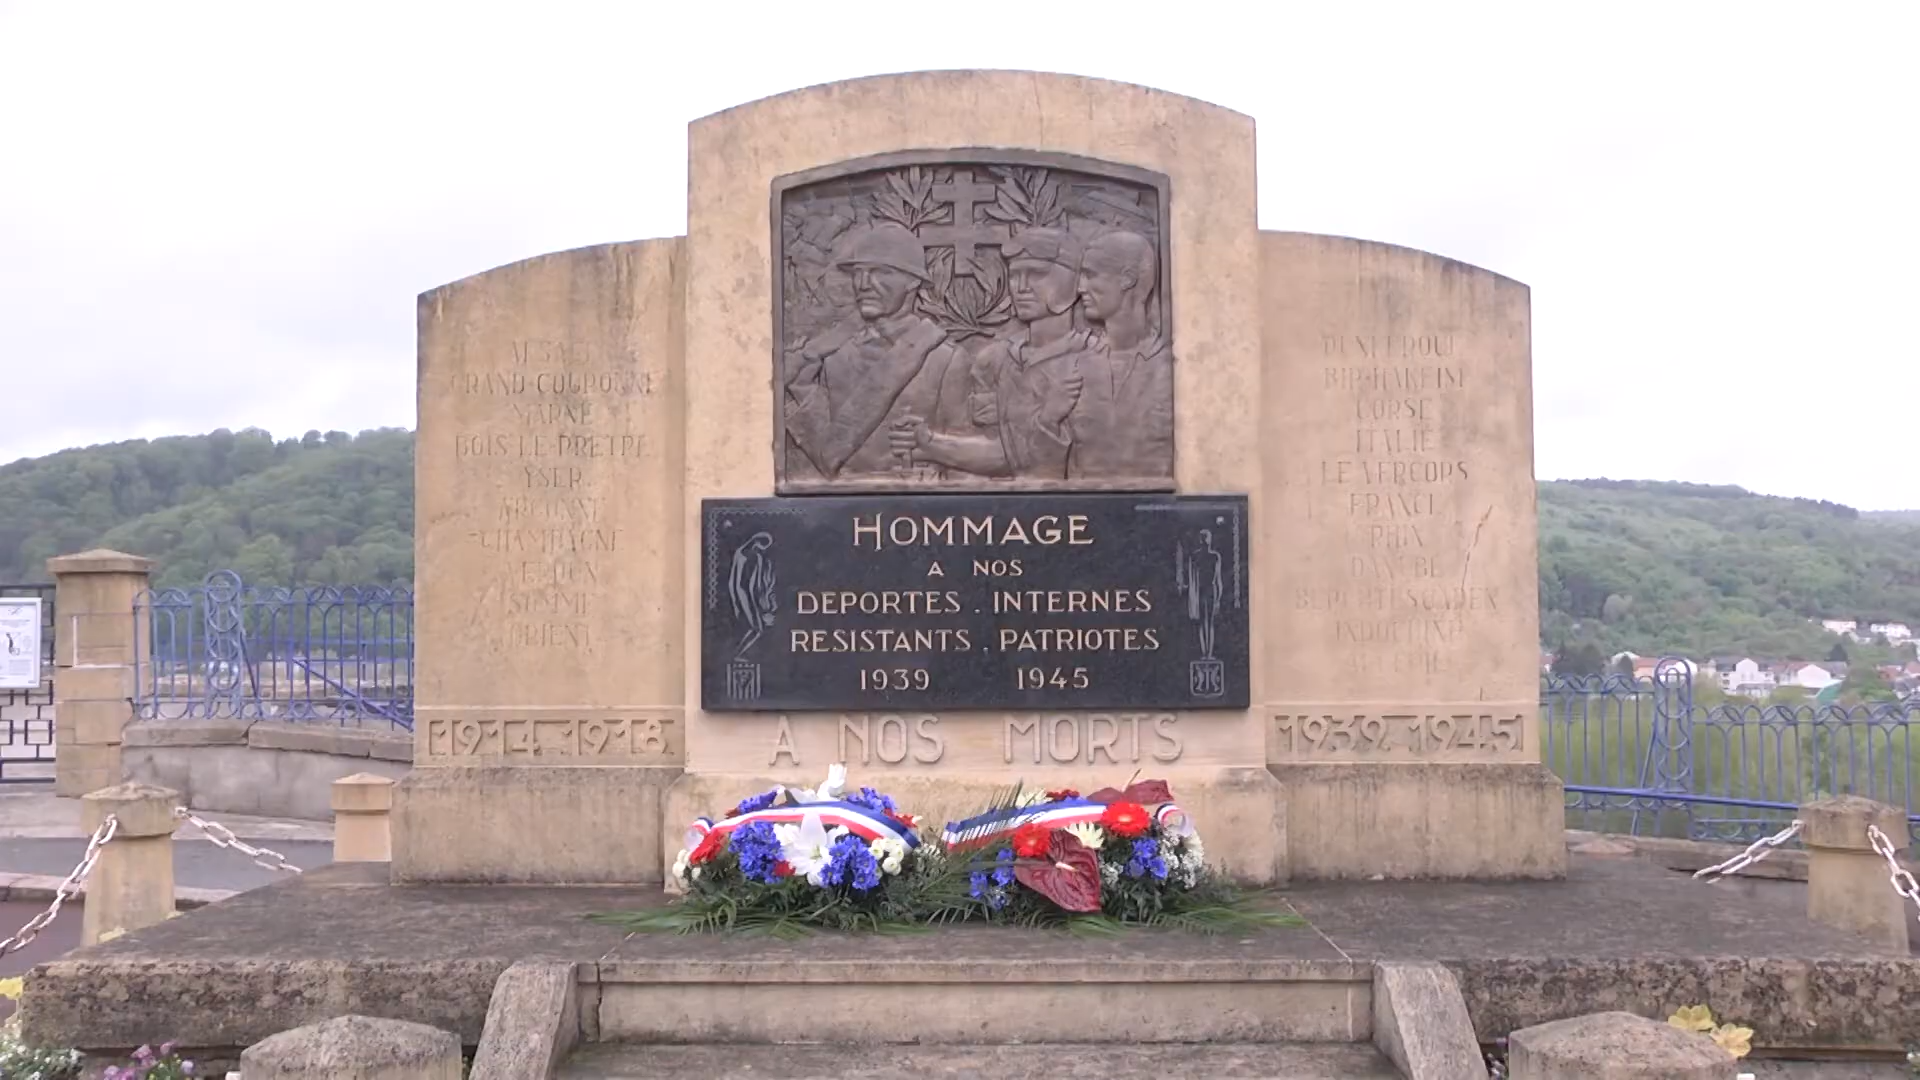 GRAND-COURONNE
MARNE
BOIS-LE-PRETRE
YSER
ARGONNE
CHAMPAGNE
VERDUN
SOMME
ORIENT
1914-1918
HOMMAGE
A NOS
DEPORTES . INTERNES
RESISTANTS . PATRIOTES
1939 1945
A NOS MORTS
BIR-HAKEIM
CORSE
ITALIE
LE VERCORS
FRANCE
RHIN
DANUBE
BERCHTESGADEN
INDOCHINE
1939-1945